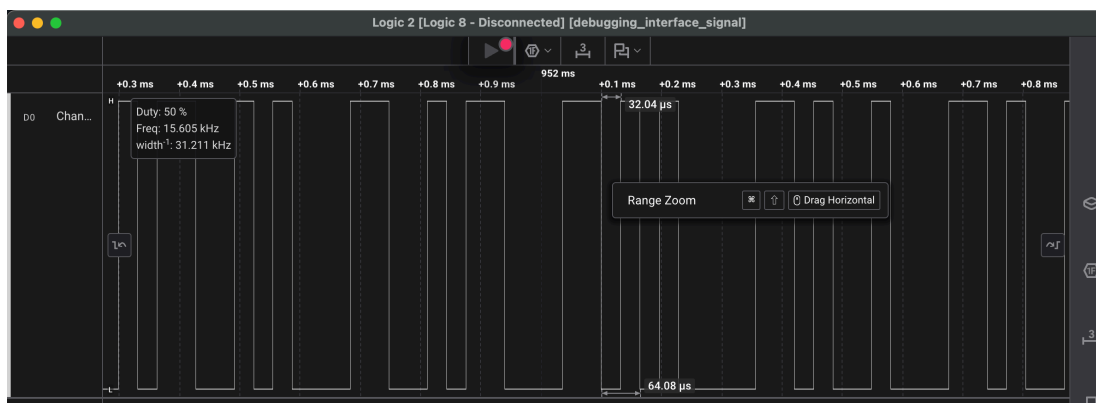 Logic 2 [Logic 8 - Disconnected] [debugging_interface_signal]
1F 3
952 ms
+0.3 ms +0.4 ms +0.5 ms +0.6 ms +0.7 ms +0.8 ms +0.9 ms +0.1 ms +0.2 ms +0.3 ms +0.4 ms +0.5 ms +0.6 ms +0.7 ms +0.8 ms
H
D0 Chan...
32.04 µs
Duty: 50 %
Freq: 15.605 kHz
width⁻¹: 31.211 kHz
Range Zoom ⌘ ⇧ Drag Horizontal
1F
3
L
64.08 µs